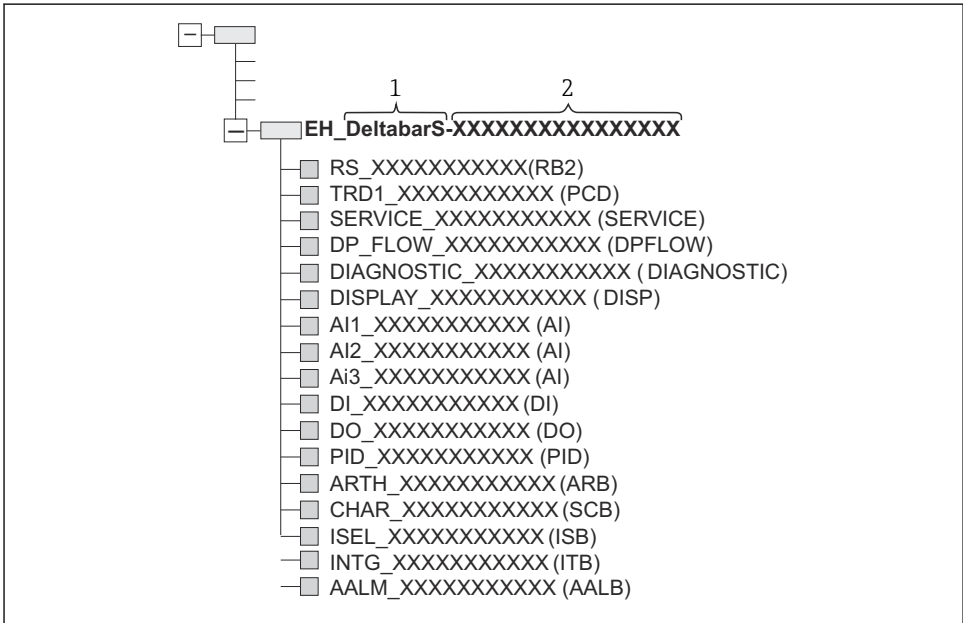 1 2
EH_DeltabarS-XXXXXXXXXXXXXXXX
RS_XXXXXXXXXXX(RB2)
TRD1_XXXXXXXXXXX (PCD)
SERVICE_XXXXXXXXXXX (SERVICE)
DP_FLOW_XXXXXXXXXXX (DPFLOW)
DIAGNOSTIC_XXXXXXXXXXX ( DIAGNOSTIC)
DISPLAY_XXXXXXXXXXX ( DISP)
AI1_XXXXXXXXXXX (AI)
AI2_XXXXXXXXXXX (AI)
Ai3_XXXXXXXXXXX (AI)
DI_XXXXXXXXXXX (DI)
DO_XXXXXXXXXXX (DO)
PID_XXXXXXXXXXX (PID)
ARTH_XXXXXXXXXXX (ARB)
CHAR_XXXXXXXXXXX (SCB)
ISEL_XXXXXXXXXXX (ISB)
INTG_XXXXXXXXXXX (ITB)
AALM_XXXXXXXXXXX (AALB)